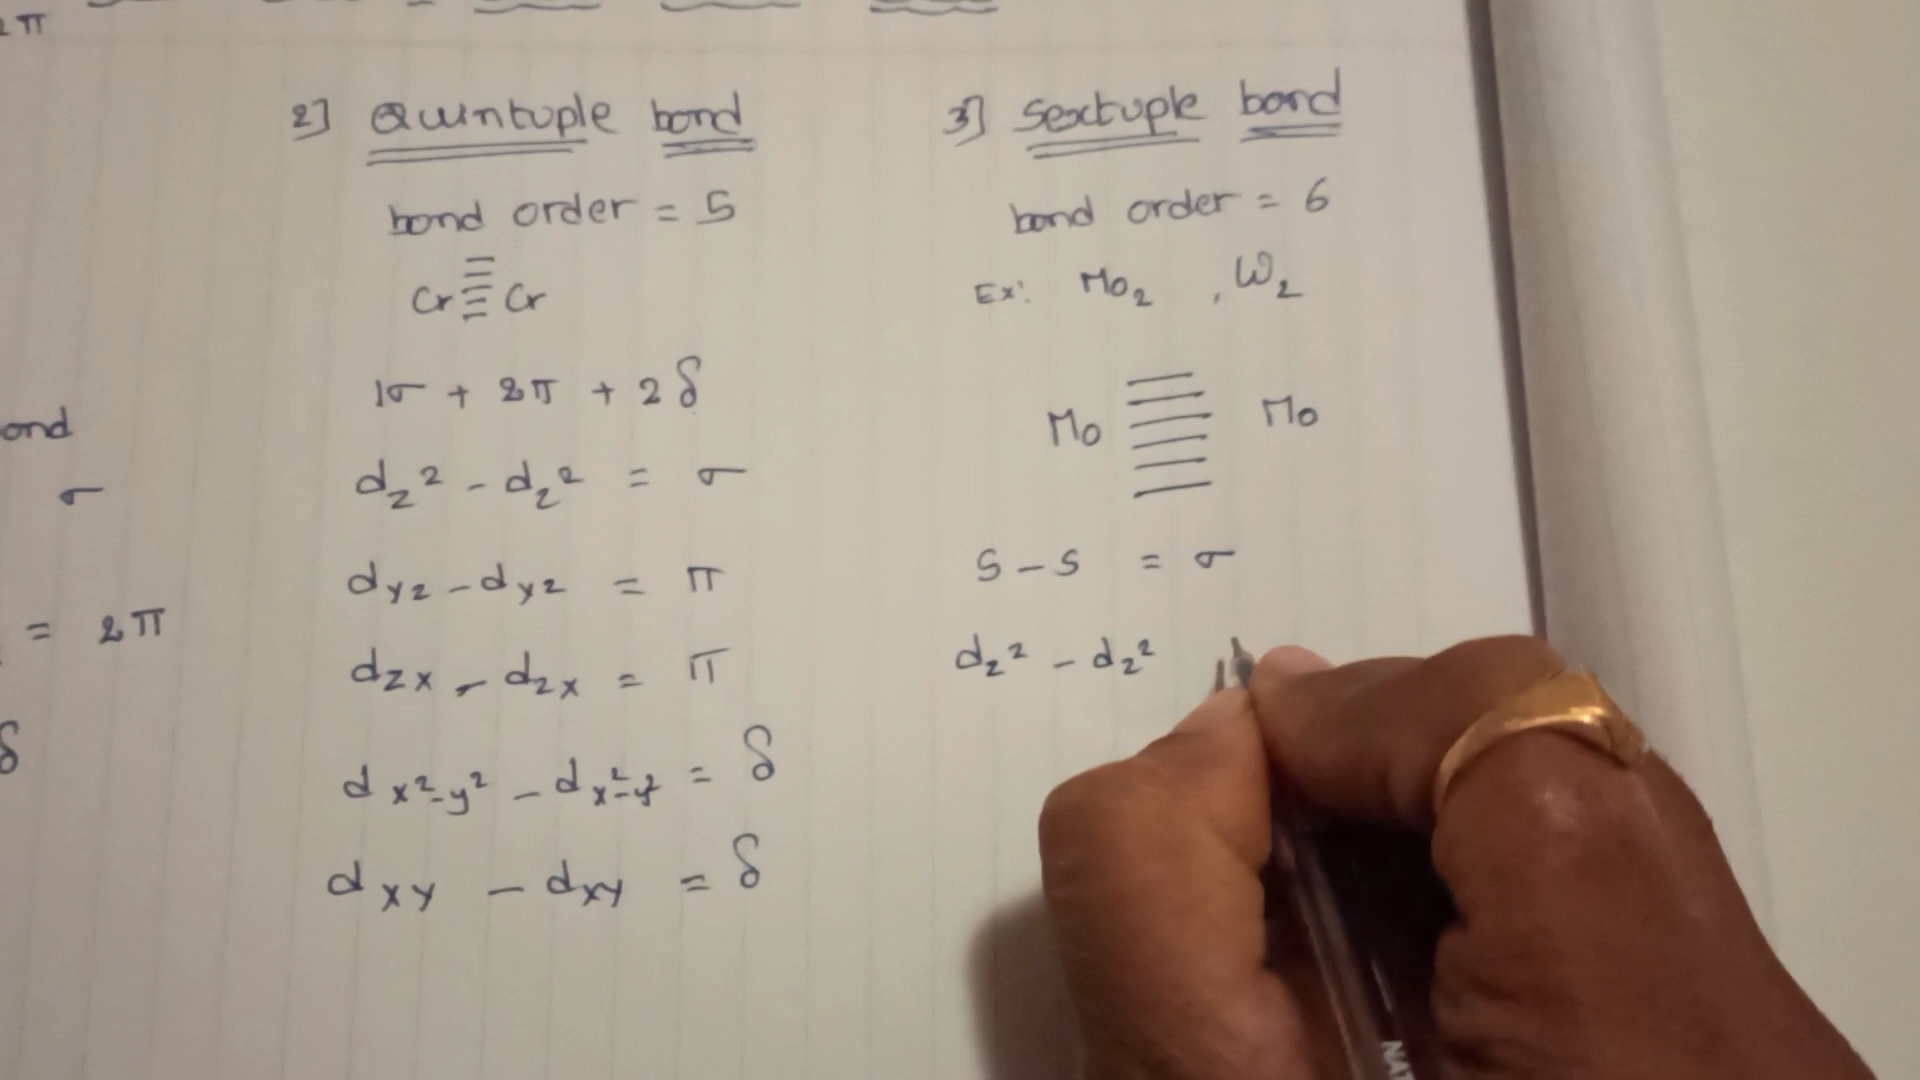 2π
ond
σ
= 2π
δ
2] Quintuple bond
bond order = 5
Cr Cr
1σ + 2π + 2δ
dz² - dz² = σ
dyz - dyz = π
dzx - dzx = π
dx²-y² - dx²-y² = δ
dxy - dxy = δ
3] Sextuple bond
bond order = 6
Ex: Mo₂ , W₂
Mo Mo
S - S = σ
dz² - dz²
NAT